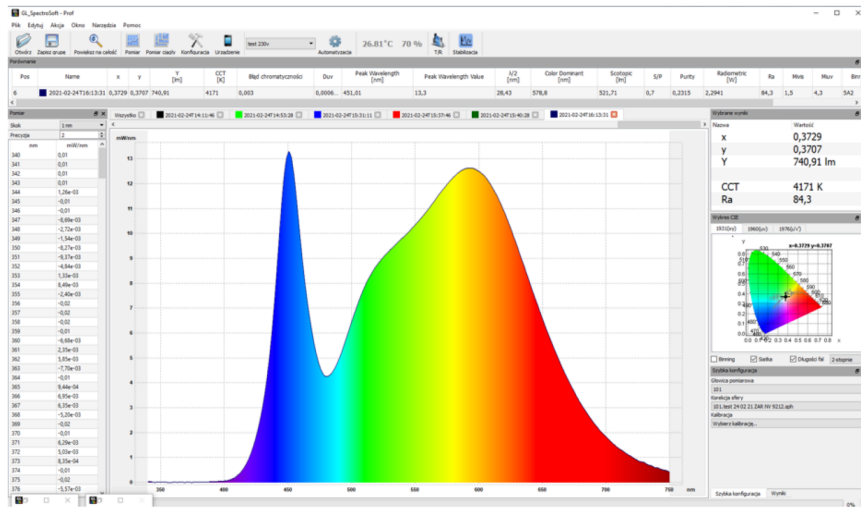 GL_SpectroSoft - Prof
Plik Edytuj Akcja Okno Narzędzia Pomoc
test 230v
26.81°C 70 %
Otwórz Zapisz grupę Powiększ na całość Pomiar Pomiar ciągły Konfiguracja Urządzenie Automatyzacja T.R. Stabilizacja
Porównanie
Pos Name x y Y [lm] CCT [K] Błąd chromatyczności Duv Peak Wavelength [nm] Peak Wavelength Value λ/2 [nm] Color Dominant [nm] Scotopic [lm] S/P Purity Radiometric [W] Ra Mvis Muv Binn
6 2021-02-24T16:13:31 0,3729 0,3707 740,91 4171 0,003 0,0006... 451,01 13,3 28,43 578,8 521,71 0,7 0,2315 2,2941 84,3 1,5 4,3 5A2
Pomiar
Wszystko 2021-02-24T14:11:46 2021-02-24T14:53:28 2021-02-24T15:31:11 2021-02-24T15:37:46 2021-02-24T15:40:28 2021-02-24T16:13:31
Skok 1 nm
Precyzja 2
nm mW/nm
340 0,01
341 0,01
342 0,01
343 0,01
344 1,26e-03
345 -0,01
346 -0,01
347 -8,69e-03
348 -2,72e-03
349 -1,54e-03
350 -8,27e-03
351 -9,37e-03
352 -4,84e-03
353 1,33e-03
354 8,49e-03
355 -2,40e-03
356 -0,02
357 -0,02
358 -0,02
359 -0,01
360 -6,68e-03
361 2,35e-03
362 5,85e-03
363 -7,70e-03
364 -0,01
365 9,44e-04
366 6,95e-03
367 6,35e-03
368 -5,20e-03
369 -0,02
370 -0,01
371 6,29e-03
372 5,03e-03
373 8,35e-04
374 -0,01
375 -0,02
376 -5,57e-03
mW/nm
13
12
11
10
9
8
7
6
5
4
3
2
1
0
350 400 450 500 550 600 650 700 750 nm
Wybrane wyniki
Nazwa Wartość
x 0,3729
y 0,3707
Y 740,91 lm
CCT 4171 K
Ra 84,3
Wykres CIE
1931(xy) 1960(uv) 1976(u'v')
x=0.3729 y=0.3707
Binning Siatka Długości fal 2-stopnie
Szybka konfiguracja
Głowica pomiarowa
101
Korekcja sfery
101.test 24 02 21 ZAR NV 9212.sph
Kalibracja
Wybierz kalibrację...
Szybka konfiguracja Wyniki
0%